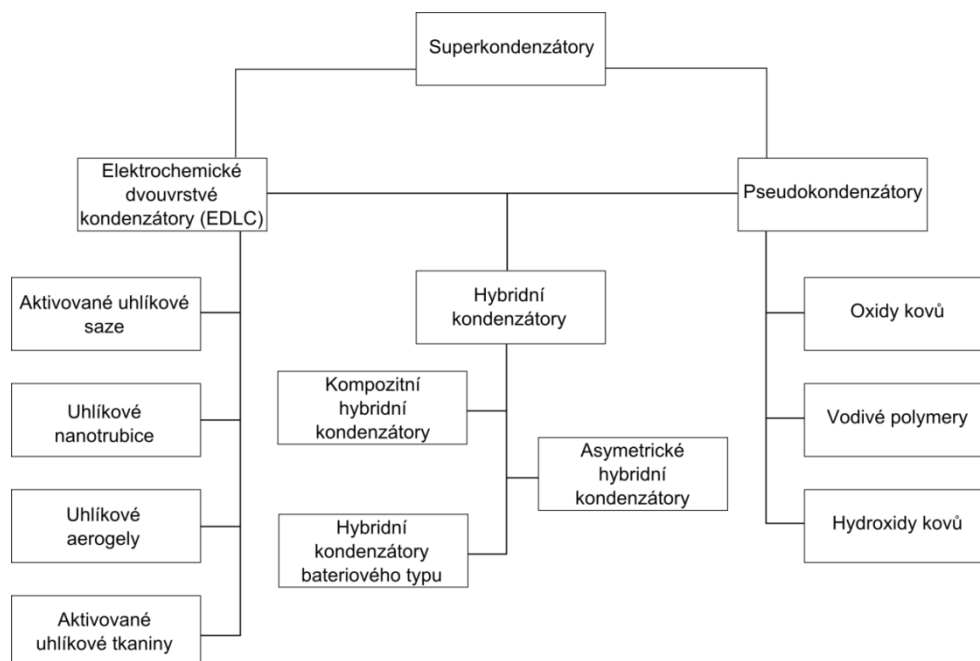 Superkondenzátory
Elektrochemické
dvouvrstvé
kondenzátory (EDLC)
Pseudokondenzátory
Aktivované uhlíkové
saze
Uhlíkové
nanotrubice
Uhlíkové
aerogely
Aktivované
uhlíkové tkaniny
Hybridní
kondenzátory
Kompozitní
hybridní
kondenzátory
Asymetrické
hybridní
kondenzátory
Hybridní
kondenzátory
bateriového typu
Oxidy kovů
Vodivé polymery
Hydroxidy kovů